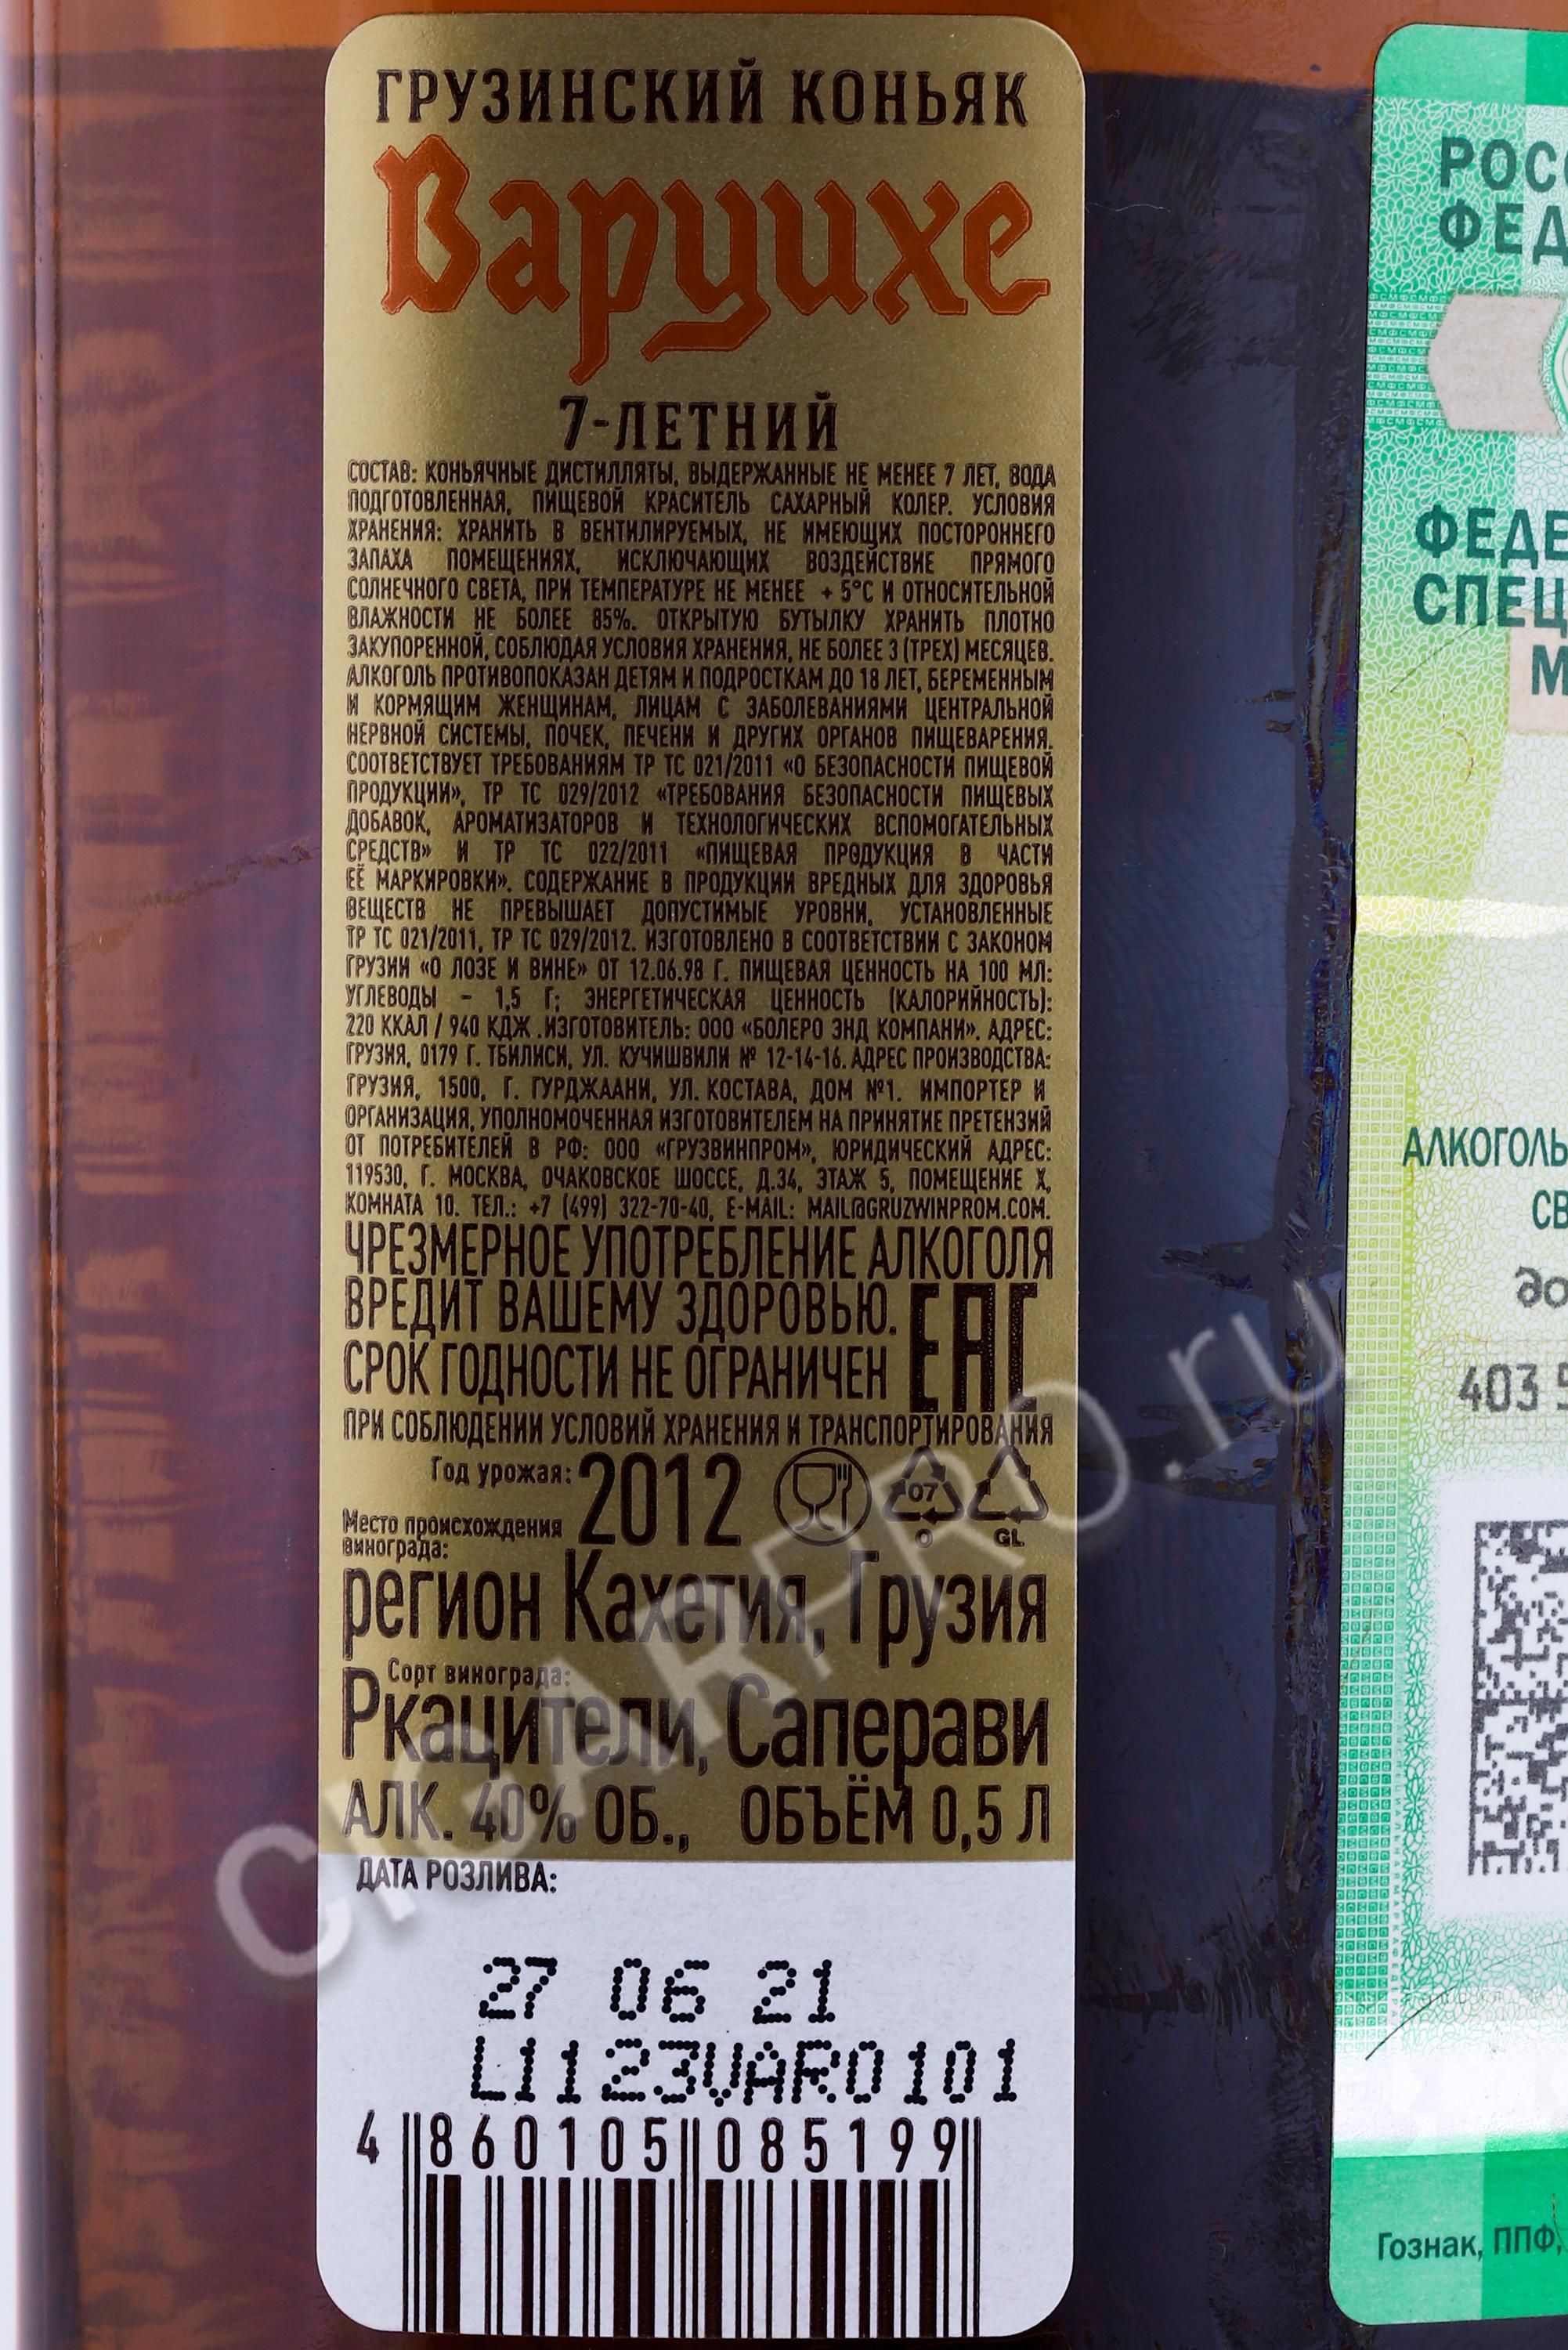 ГРУЗИНСКИЙ КОНЬЯК
Варцихе
7-ЛЕТНИЙ
СОСТАВ: КОНЬЯЧНЫЕ ДИСТИЛЛЯТЫ, ВЫДЕРЖАННЫЕ НЕ МЕНЕЕ 7 ЛЕТ, ВОДА
ПОДГОТОВЛЕННАЯ, ПИЩЕВОЙ КРАСИТЕЛЬ САХАРНЫЙ КОЛЕР. УСЛОВИЯ
ХРАНЕНИЯ: ХРАНИТЬ В ВЕНТИЛИРУЕМЫХ, НЕ ИМЕЮЩИХ ПОСТОРОННЕГО
ЗАПАХА ПОМЕЩЕНИЯХ, ИСКЛЮЧАЮЩИХ ВОЗДЕЙСТВИЕ ПРЯМОГО
СОЛНЕЧНОГО СВЕТА, ПРИ ТЕМПЕРАТУРЕ НЕ МЕНЕЕ + 5°С И ОТНОСИТЕЛЬНОЙ
ВЛАЖНОСТИ НЕ БОЛЕЕ 85%. ОТКРЫТУЮ БУТЫЛКУ ХРАНИТЬ ПЛОТНО
ЗАКУПОРЕННОЙ, СОБЛЮДАЯ УСЛОВИЯ ХРАНЕНИЯ, НЕ БОЛЕЕ 3 (ТРЕХ) МЕСЯЦЕВ.
АЛКОГОЛЬ ПРОТИВОПОКАЗАН ДЕТЯМ И ПОДРОСТКАМ ДО 18 ЛЕТ, БЕРЕМЕННЫМ
И КОРМЯЩИМ ЖЕНЩИНАМ, ЛИЦАМ С ЗАБОЛЕВАНИЯМИ ЦЕНТРАЛЬНОЙ
НЕРВНОЙ СИСТЕМЫ, ПОЧЕК, ПЕЧЕНИ И ДРУГИХ ОРГАНОВ ПИЩЕВАРЕНИЯ.
СООТВЕТСТВУЕТ ТРЕБОВАНИЯМ ТР ТС 021/2011 «О БЕЗОПАСНОСТИ ПИЩЕВОЙ
ПРОДУКЦИИ», ТР ТС 029/2012 «ТРЕБОВАНИЯ БЕЗОПАСНОСТИ ПИЩЕВЫХ
ДОБАВОК, АРОМАТИЗАТОРОВ И ТЕХНОЛОГИЧЕСКИХ ВСПОМОГАТЕЛЬНЫХ
СРЕДСТВ» И ТР ТС 022/2011 «ПИЩЕВАЯ ПРОДУКЦИЯ В ЧАСТИ
ЕЁ МАРКИРОВКИ». СОДЕРЖАНИЕ В ПРОДУКЦИИ ВРЕДНЫХ ДЛЯ ЗДОРОВЬЯ
ВЕЩЕСТВ НЕ ПРЕВЫШАЕТ ДОПУСТИМЫЕ УРОВНИ, УСТАНОВЛЕННЫЕ
ТР ТС 021/2011, ТР ТС 029/2012. ИЗГОТОВЛЕНО В СООТВЕТСТВИИ С ЗАКОНОМ
ГРУЗИИ «О ЛОЗЕ И ВИНЕ» ОТ 12.06.98 Г. ПИЩЕВАЯ ЦЕННОСТЬ НА 100 МЛ:
УГЛЕВОДЫ - 1,5 Г; ЭНЕРГЕТИЧЕСКАЯ ЦЕННОСТЬ (КАЛОРИЙНОСТЬ):
220 ККАЛ / 940 КДЖ .ИЗГОТОВИТЕЛЬ: ООО «БОЛЕРО ЭНД КОМПАНИ». АДРЕС:
ГРУЗИЯ, 0179 Г. ТБИЛИСИ, УЛ. КУЧИШВИЛИ № 12-14-16. АДРЕС ПРОИЗВОДСТВА:
ГРУЗИЯ, 1500, Г. ГУРДЖААНИ, УЛ. КОСТАВА, ДОМ №1. ИМПОРТЕР И
ОРГАНИЗАЦИЯ, УПОЛНОМОЧЕННАЯ ИЗГОТОВИТЕЛЕМ НА ПРИНЯТИЕ ПРЕТЕНЗИЙ
ОТ ПОТРЕБИТЕЛЕЙ В РФ: ООО «ГРУЗВИНПРОМ», ЮРИДИЧЕСКИЙ АДРЕС:
119530, Г. МОСКВА, ОЧАКОВСКОЕ ШОССЕ, Д.34, ЭТАЖ 5, ПОМЕЩЕНИЕ X,
КОМНАТА 10. ТЕЛ.: +7 (499) 322-70-40, E-MAIL: MAIL@GRUZWINPROM.COM.
ЧРЕЗМЕРНОЕ УПОТРЕБЛЕНИЕ АЛКОГОЛЯ
ВРЕДИТ ВАШЕМУ ЗДОРОВЬЮ. ЕАС
СРОК ГОДНОСТИ НЕ ОГРАНИЧЕН
ПРИ СОБЛЮДЕНИИ УСЛОВИЙ ХРАНЕНИЯ И ТРАНСПОРТИРОВАНИЯ
Год урожая: 2012
07
O GL
Место происхождения
винограда:
регион Кахетия, Грузия
Сорт винограда:
Ркацители, Саперави
АЛК. 40% ОБ., ОБЪЁМ 0,5 Л
ДАТА РОЗЛИВА:
27 06 21
L1123VAR0101
4 860105 085199
CIGARPRO.ru
РОСС
ФЕД
ФЕДЕ
СПЕЦ
М
АЛКОГОЛЬ
СВ
до
403 5
Гознак, ППФ,